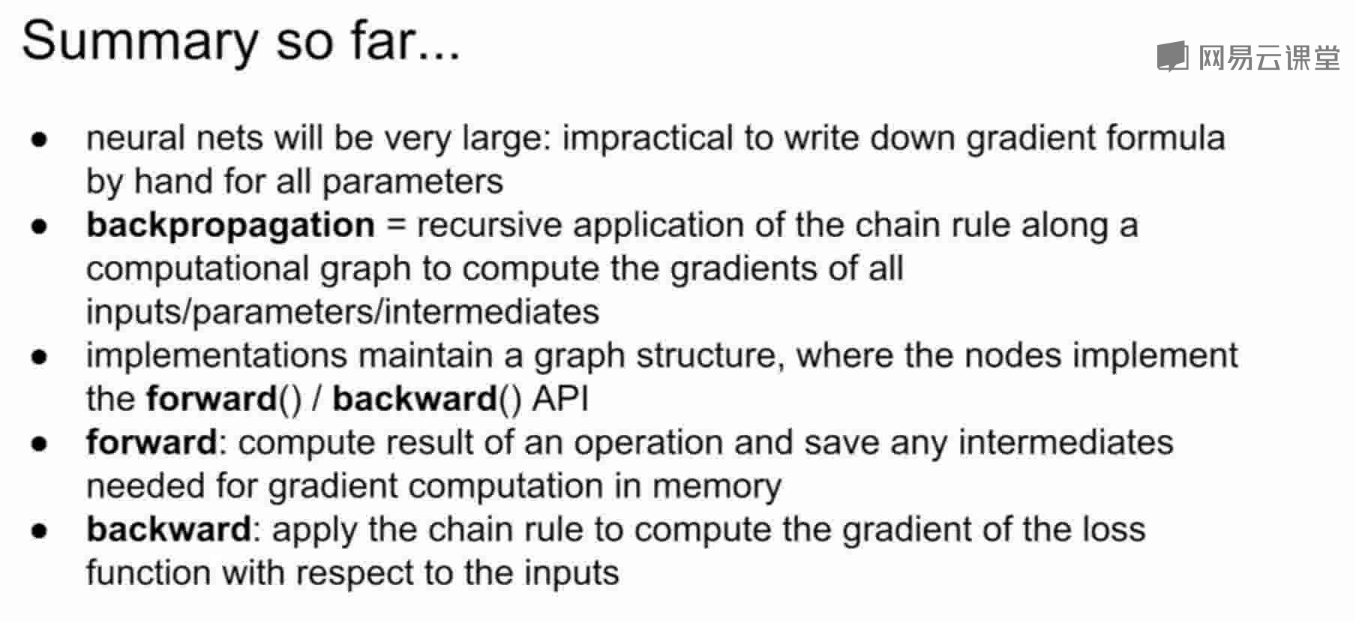 Summary so far...
网易云课堂
● neural nets will be very large: impractical to write down gradient formula
by hand for all parameters
● backpropagation = recursive application of the chain rule along a
computational graph to compute the gradients of all
inputs/parameters/intermediates
● implementations maintain a graph structure, where the nodes implement
the forward() / backward() API
● forward: compute result of an operation and save any intermediates
needed for gradient computation in memory
● backward: apply the chain rule to compute the gradient of the loss
function with respect to the inputs